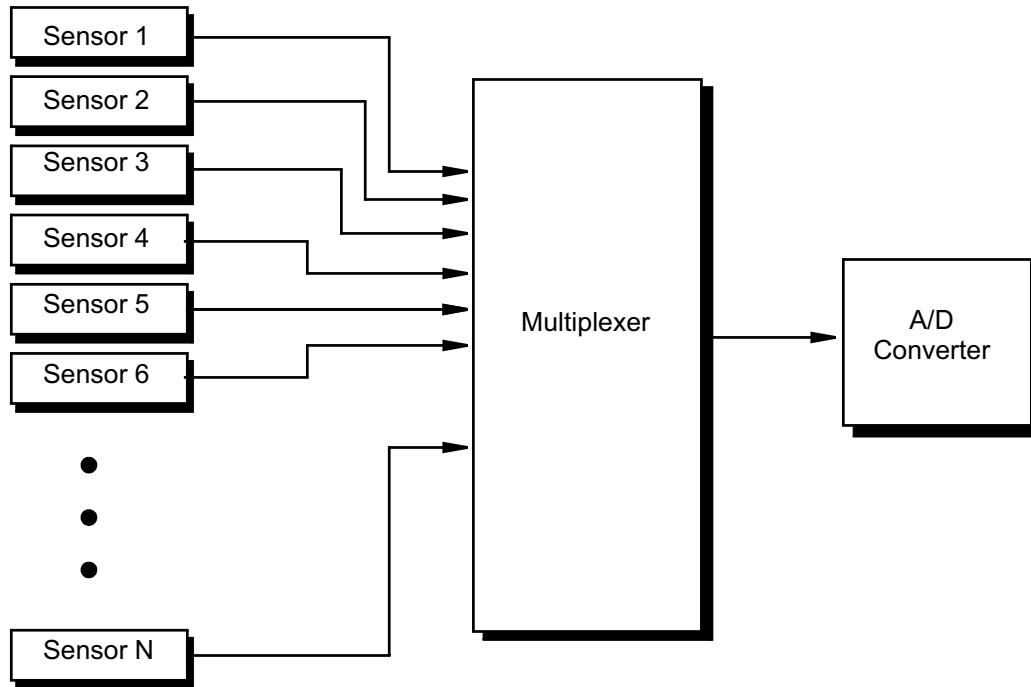 Sensor 1
Sensor 2
Sensor 3
Sensor 4
Sensor 5
Sensor 6
Sensor N
Multiplexer
A/D
Converter